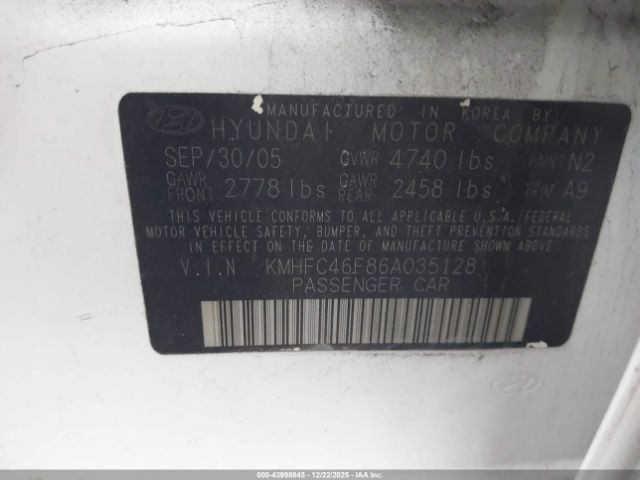 MANUFACTURED IN KOREA BY
HYUNDAI MOTOR COMPANY
SEP/30/05 GVWR 4740 lbs PAINT N2
GAWR FRONT 2778 lbs GAWR REAR 2458 lbs TRIM A9
THIS VEHICLE CONFORMS TO ALL APPLICABLE U.S.A. FEDERAL
MOTOR VEHICLE SAFETY, BUMPER, AND THEFT PREVENTION STANDARDS
IN EFFECT ON THE DATE OF MANUFACTURE SHOWN ABOVE
V.I.N KMHFC46F86A035128
PASSENGER CAR
000-43998845 - 12/22/2025 - IAAI.COM